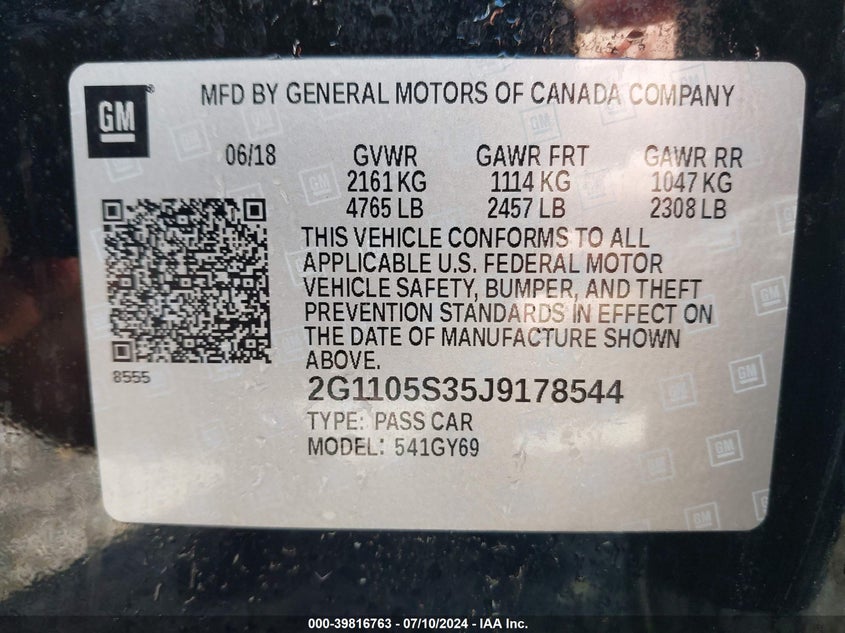 GM
MFD BY GENERAL MOTORS OF CANADA COMPANY
06/18 GVWR GAWR FRT GAWR RR
2161 KG 1114 KG 1047 KG
4765 LB 2457 LB 2308 LB
THIS VEHICLE CONFORMS TO ALL
APPLICABLE U.S. FEDERAL MOTOR
VEHICLE SAFETY, BUMPER, AND THEFT
PREVENTION STANDARDS IN EFFECT ON
THE DATE OF MANUFACTURE SHOWN
ABOVE.
8555
2G1105S35J9178544
TYPE: PASS CAR
MODEL: 541GY69
000-39816763 - 07/10/2024 - IAA Inc.